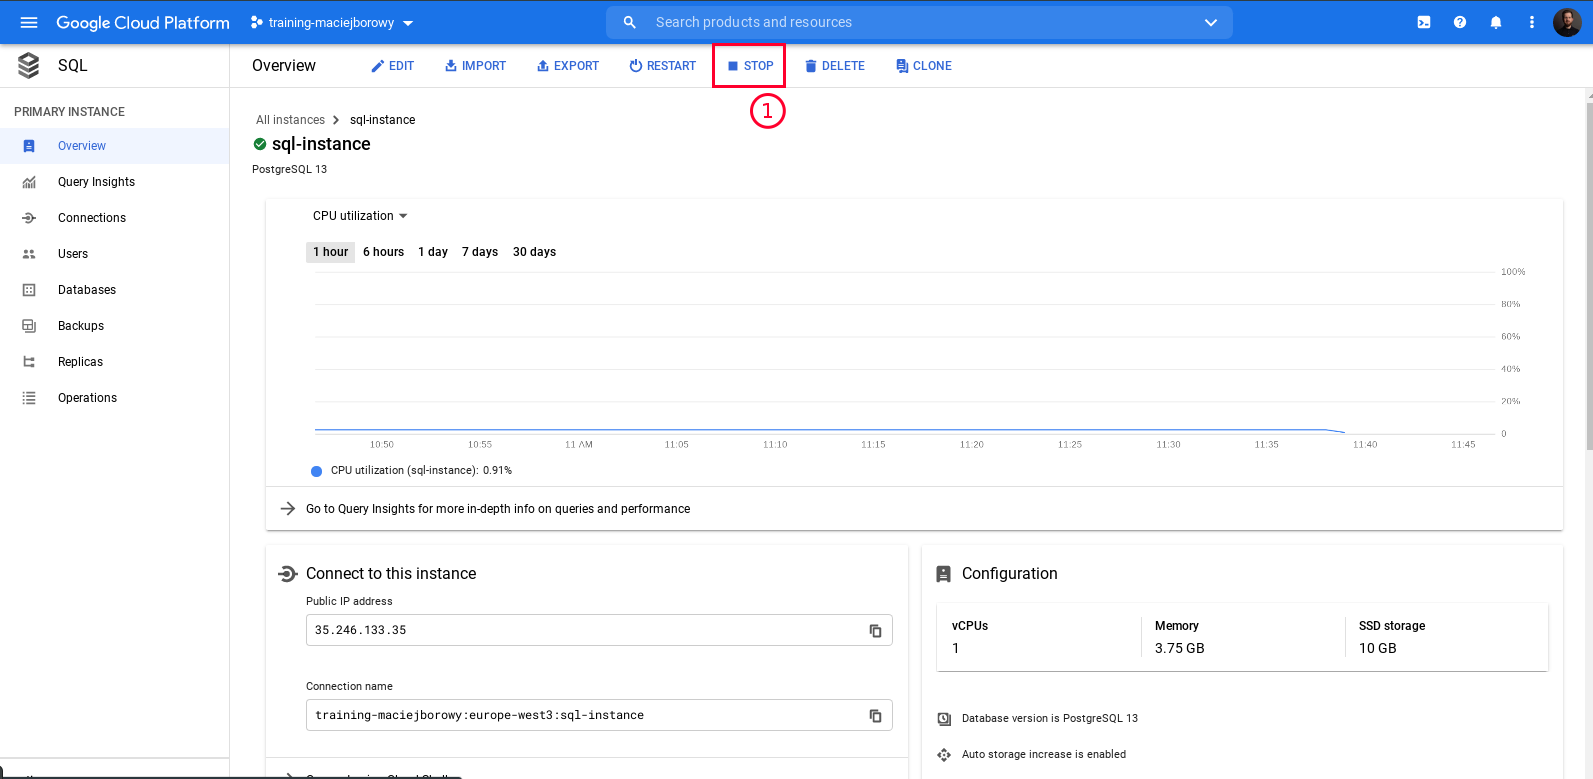 Google Cloud Platform
training-maciejborowy
Search products and resources
SQL
Overview
EDIT
IMPORT
EXPORT
RESTART
STOP
DELETE
CLONE
1
PRIMARY INSTANCE
Overview
Query Insights
Connections
Users
Databases
Backups
Replicas
Operations
All instances > sql-instance
sql-instance
PostgreSQL 13
CPU utilization
1 hour 6 hours 1 day 7 days 30 days
100%
80%
60%
40%
20%
0
10:50 10:55 11 AM 11:05 11:10 11:15 11:20 11:25 11:30 11:35 11:40 11:45
CPU utilization (sql-instance): 0.91%
Go to Query Insights for more in-depth info on queries and performance
Connect to this instance
Public IP address
35.246.133.35
Connection name
training-maciejborowy:europe-west3:sql-instance
Configuration
vCPUs Memory SSD storage
1 3.75 GB 10 GB
Database version is PostgreSQL 13
Auto storage increase is enabled